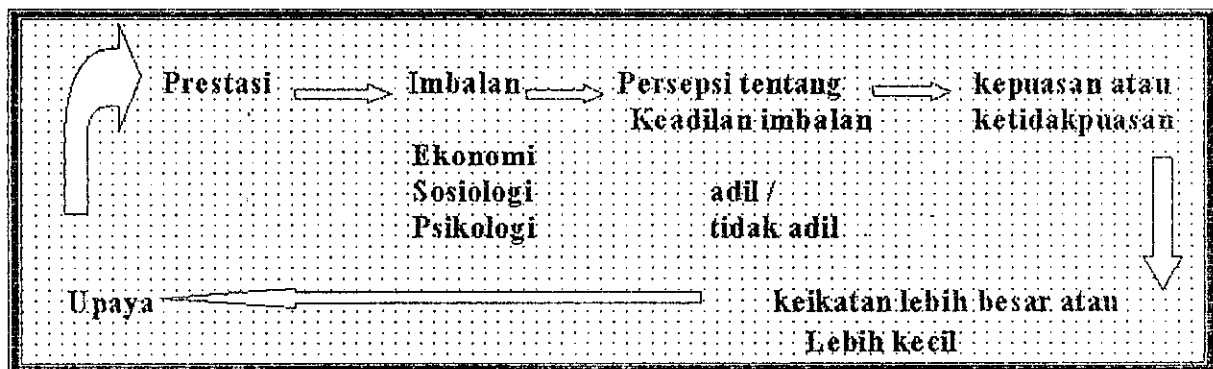 Prestasi Imbalan Persepsi tentang kepuasan atau
Keadilan imbalan ketidakpuasan
Ekonomi
Sosiologi adil /
Psikologi tidak adil
Upaya keikatan lebih besar atau
Lebih kecil